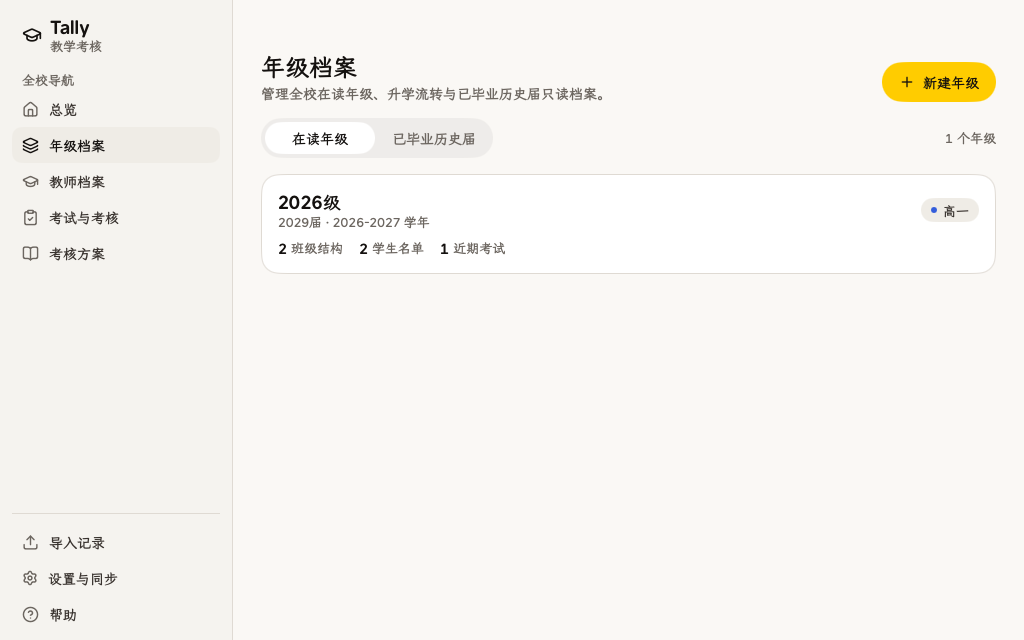 Tally
教学考核
全校导航
总览
年级档案
教师档案
考试与考核
考核方案
导入记录
设置与同步
帮助
年级档案
管理全校在读年级、升学流转与已毕业历史届只读档案。
新建年级
在读年级 已毕业历史届
1 个年级
2026级
2029届 · 2026-2027 学年
高一
2 班级结构 2 学生名单 1 近期考试